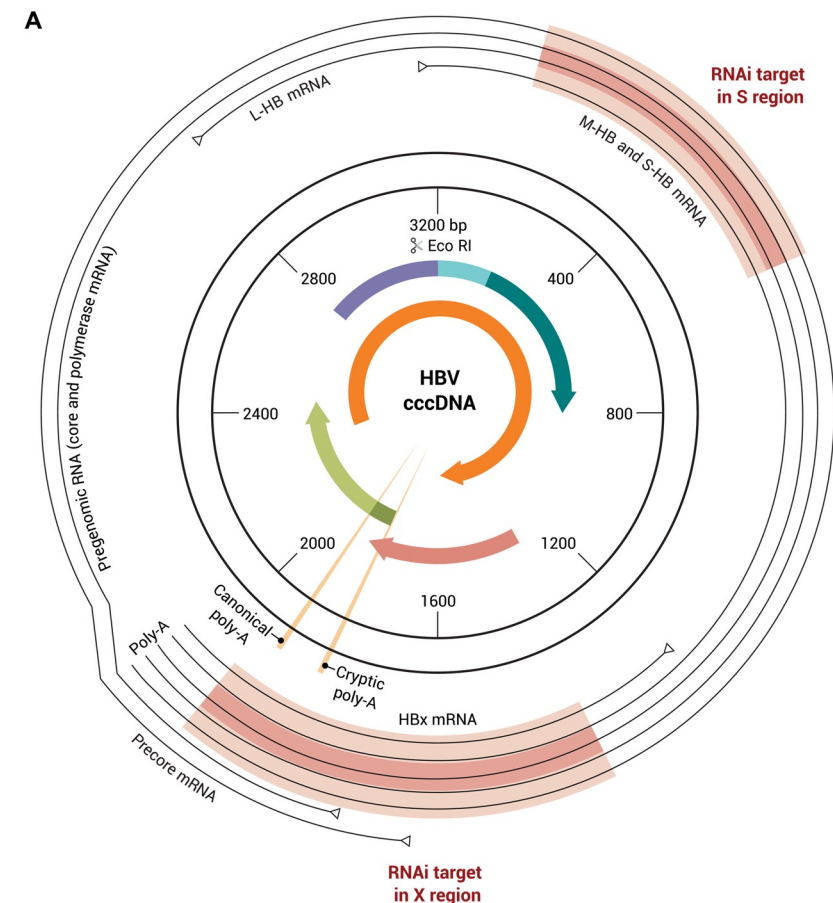 A
RNAi target
in S region
L-HB mRNA
M-HB and S-HB mRNA
3200 bp
Eco RI
2800
400
HBV
cccDNA
Pregenomic RNA (core and polymerase mRNA)
2400
800
2000
1200
1600
Canonical
poly-A
Poly-A
Cryptic
poly-A
HBx mRNA
Precore mRNA
RNAi target
in X region